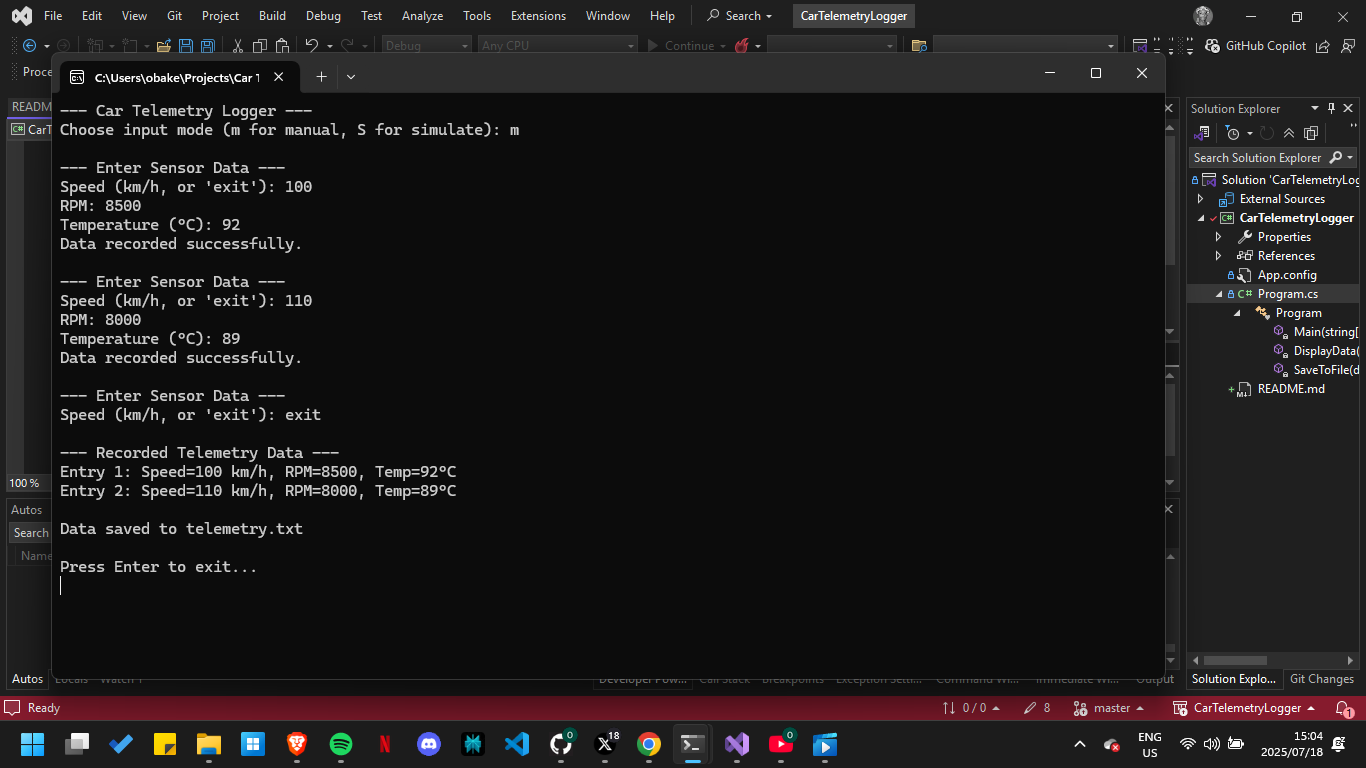 File Edit View Git Project Build Debug Test Analyze Tools Extensions Window Help Search CarTelemetryLogger
Debug Any CPU Continue GitHub Copilot
Proce
C:\Users\obake\Projects\Car T
READM
CarT
--- Car Telemetry Logger ---
Choose input mode (m for manual, S for simulate): m
--- Enter Sensor Data ---
Speed (km/h, or 'exit'): 100
RPM: 8500
Temperature (°C): 92
Data recorded successfully.
--- Enter Sensor Data ---
Speed (km/h, or 'exit'): 110
RPM: 8000
Temperature (°C): 89
Data recorded successfully.
--- Enter Sensor Data ---
Speed (km/h, or 'exit'): exit
--- Recorded Telemetry Data ---
Entry 1: Speed=100 km/h, RPM=8500, Temp=92°C
Entry 2: Speed=110 km/h, RPM=8000, Temp=89°C
Data saved to telemetry.txt
Press Enter to exit...
100 %
Autos
Search
Name
Solution Explorer
Search Solution Explorer
Solution 'CarTelemetryLog
External Sources
CarTelemetryLogger
Properties
References
App.config
Program.cs
Program
Main(string[
DisplayData(
SaveToFile(d
README.md
Autos Locals Watch 1 Developer Pow... Call Stack Breakpoints Exception Setti... Command Wi... Immediate Wi... Output Solution Explo... Git Changes
Ready 0 / 0 8 master CarTelemetryLogger 1
0 18 0
ENG
US
15:04
2025/07/18